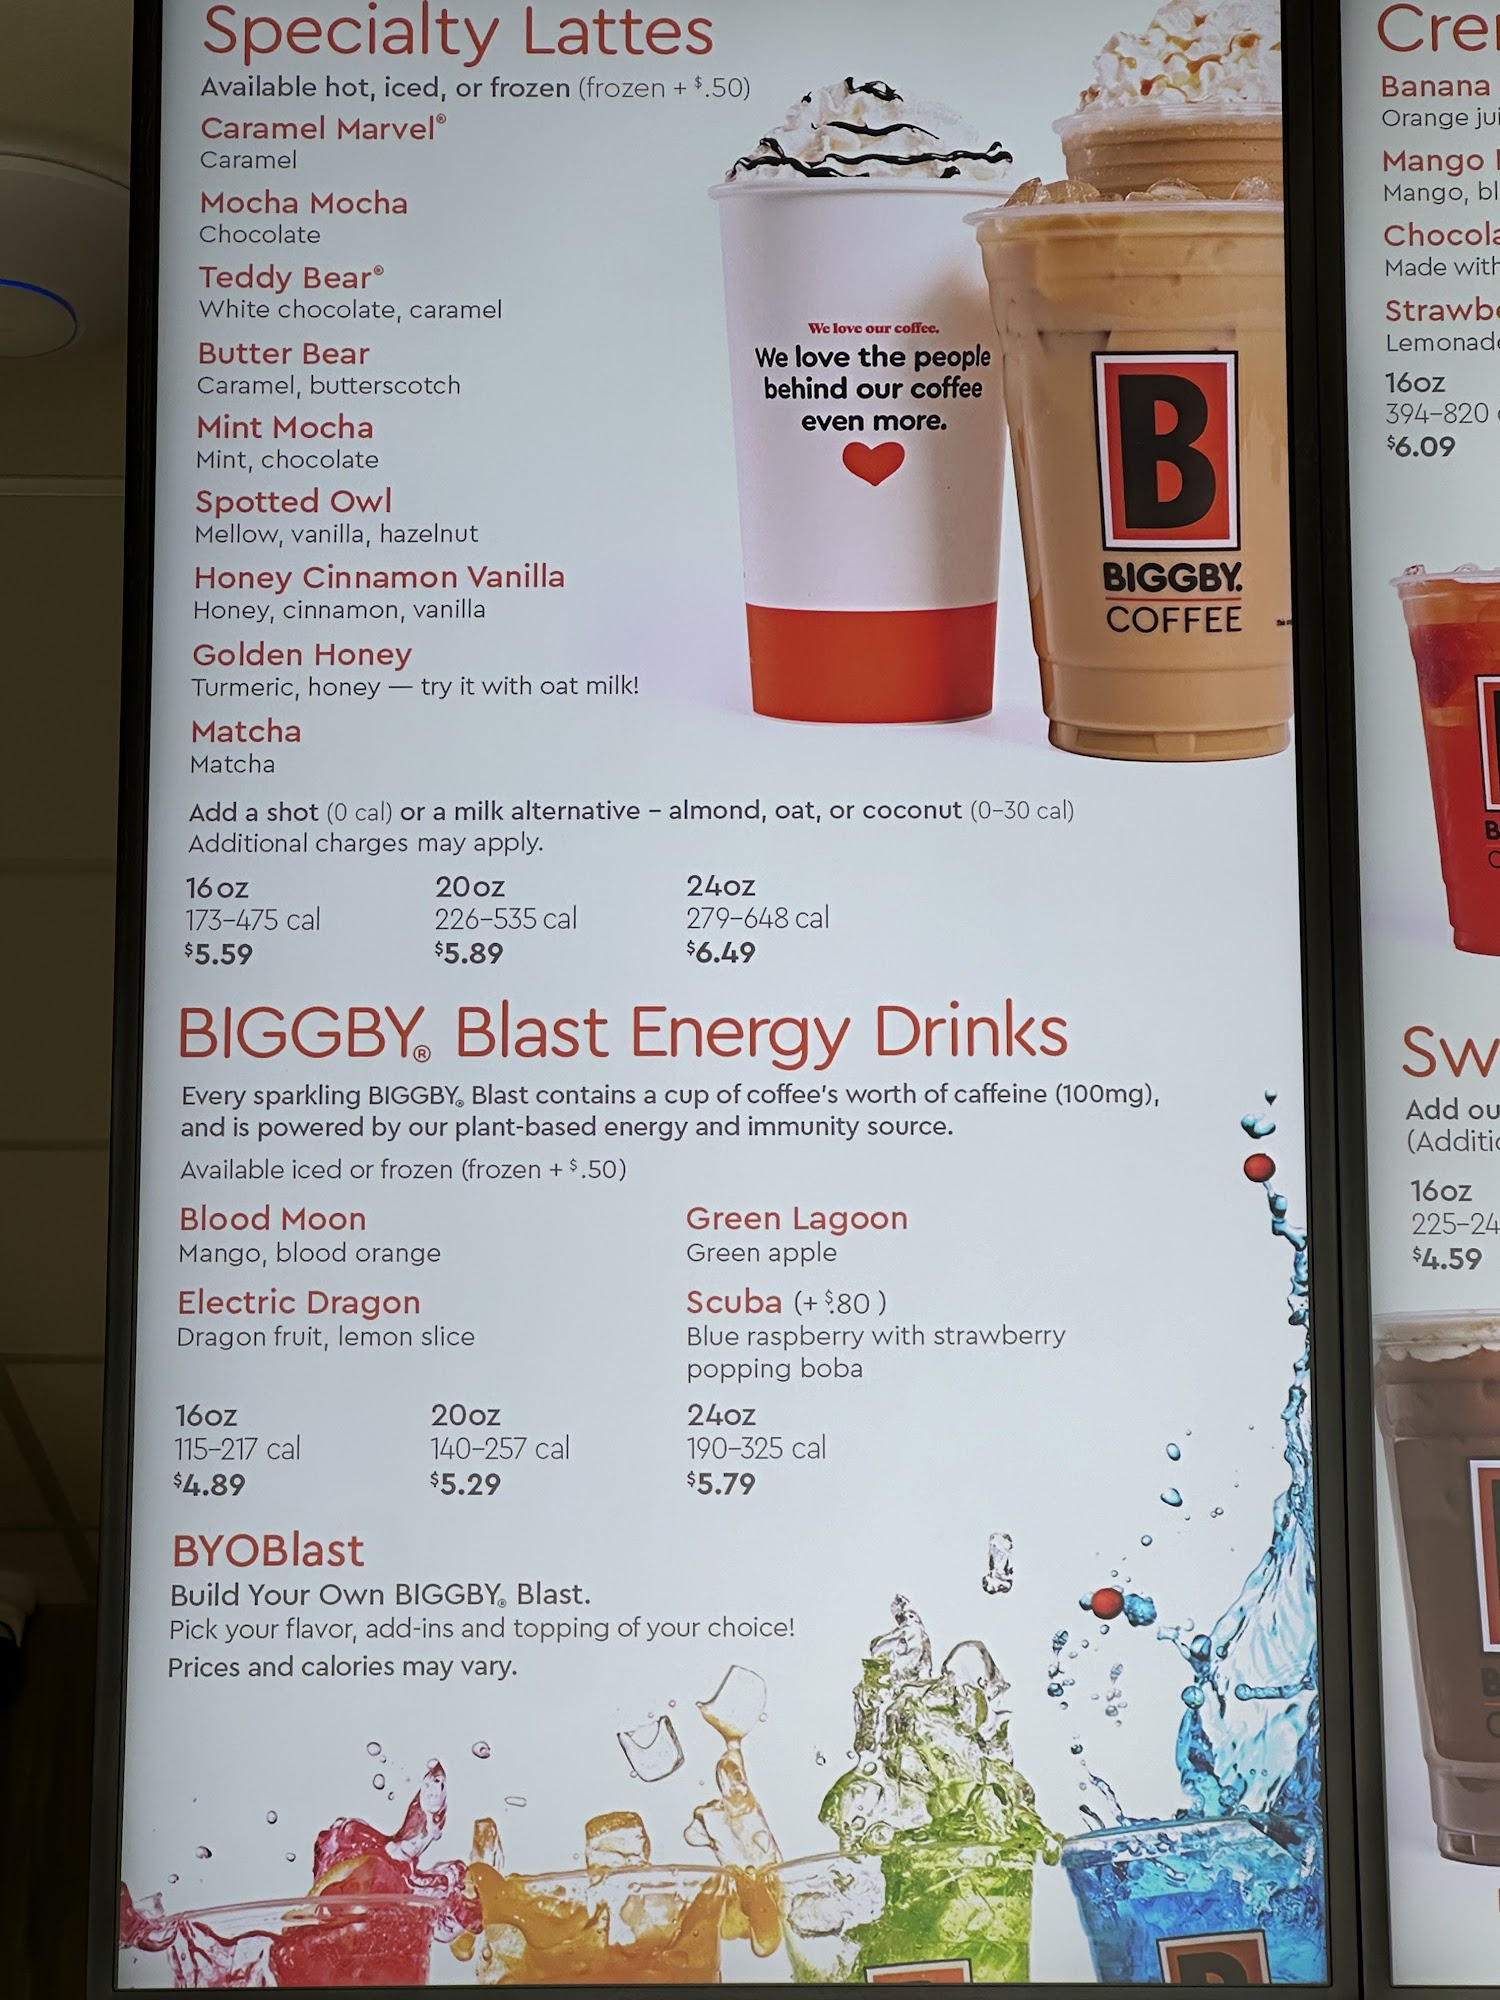 Specialty Lattes
Available hot, iced, or frozen (frozen + $.50)
Caramel Marvel®
Caramel
Mocha Mocha
Chocolate
Teddy Bear®
White chocolate, caramel
Butter Bear
Caramel, butterscotch
Mint Mocha
Mint, chocolate
Spotted Owl
Mellow, vanilla, hazelnut
Honey Cinnamon Vanilla
Honey, cinnamon, vanilla
Golden Honey
Turmeric, honey — try it with oat milk!
Matcha
Matcha
Add a shot (0 cal) or a milk alternative – almond, oat, or coconut (0–30 cal)
Additional charges may apply.
16oz 20oz 24oz
173–475 cal 226–535 cal 279–648 cal
$5.59 $5.89 $6.49
We love our coffee.
We love the people
behind our coffee
even more.
B
BIGGBY.
COFFEE
BIGGBY® Blast Energy Drinks
Every sparkling BIGGBY® Blast contains a cup of coffee's worth of caffeine (100mg),
and is powered by our plant-based energy and immunity source.
Available iced or frozen (frozen + $.50)
Blood Moon
Mango, blood orange
Green Lagoon
Green apple
Electric Dragon
Dragon fruit, lemon slice
Scuba (+ $.80 )
Blue raspberry with strawberry
popping boba
16oz 20oz 24oz
115–217 cal 140–257 cal 190–325 cal
$4.89 $5.29 $5.79
BYOBlast
Build Your Own BIGGBY® Blast.
Pick your flavor, add-ins and topping of your choice!
Prices and calories may vary.
B
Banana
Orange
Mango
Mango, bl
Made with
16oz
394–820
$6.09
Sw
Add ou
16oz
225–24
$4.59